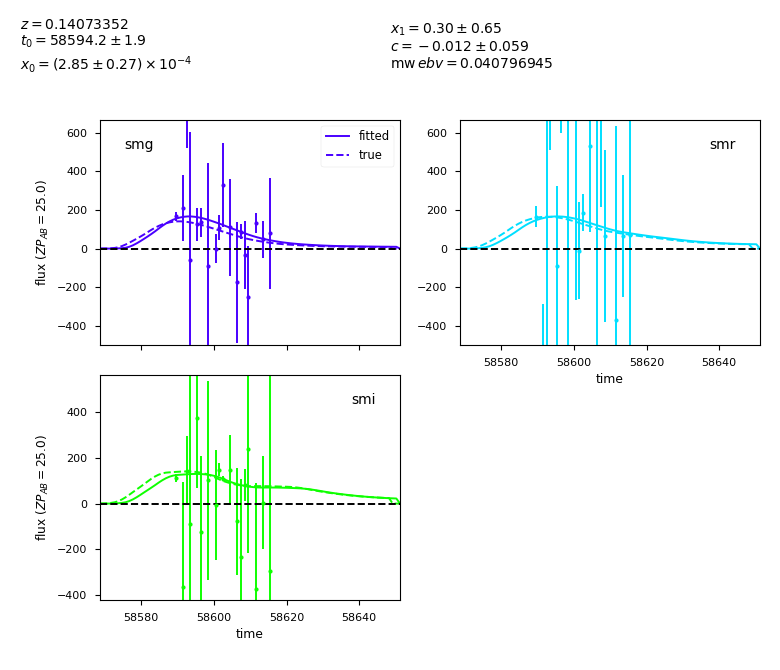 z = 0.14073352
t₀ = 58594.2 ± 1.9
x₀ = (2.85 ± 0.27) × 10⁻⁴
x₁ = 0.30 ± 0.65
c = −0.012 ± 0.059
mw ebv = 0.040796945
smg
fitted
true
600
400
200
0
−200
−400
flux (ZP_AB = 25.0)
smr
600
400
200
0
−200
−400
58580 58600 58620 58640
time
smi
400
200
0
−200
−400
flux (ZP_AB = 25.0)
58580 58600 58620 58640
time